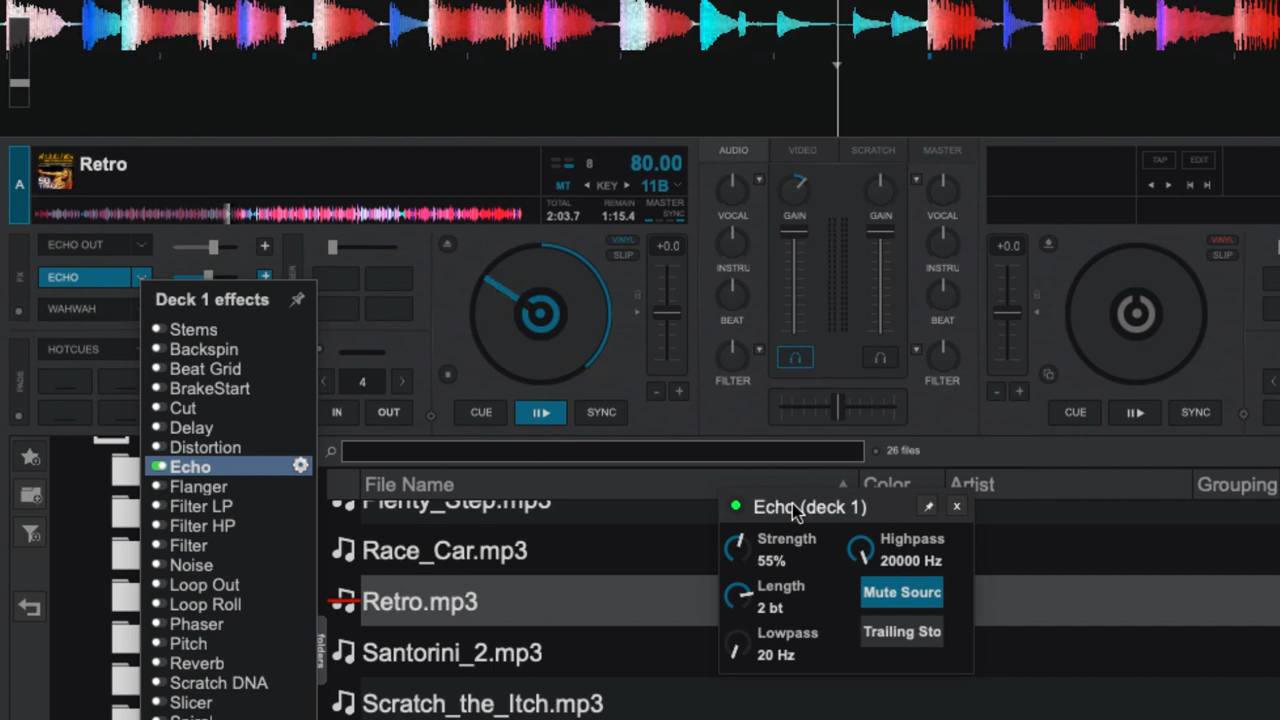 AUDIO VIDEO SCRATCH MASTER
A
Retro
8 80.00
MT KEY 11B
TOTAL REMAIN MASTER
2:03.7 1:15.4 SYNC
TAP EDIT
VOCAL GAIN GAIN VOCAL
INSTRU INSTRU
BEAT BEAT
FILTER FILTER
FX
ECHO OUT
ECHO
WAHWAH
PADS
HOTCUES
VINYL
SLIP
+0.0
+0.0
VINYL
SLIP
4
IN OUT
CUE SYNC
CUE SYNC
Deck 1 effects
Stems
Backspin
Beat Grid
BrakeStart
Cut
Delay
Distortion
Echo
Flanger
Filter LP
Filter HP
Filter
Noise
Loop Out
Loop Roll
Phaser
Pitch
Reverb
Scratch DNA
Slicer
Spiral
folders
26 files
File Name Color Artist Grouping
Plenty_Step.mp3
Race_Car.mp3
Retro.mp3
Santorini_2.mp3
Scratch_the_Itch.mp3
Echo (deck 1) x
Strength
55%
Highpass
20000 Hz
Length
2 bt
Mute Sourc
Lowpass
20 Hz
Trailing Sto